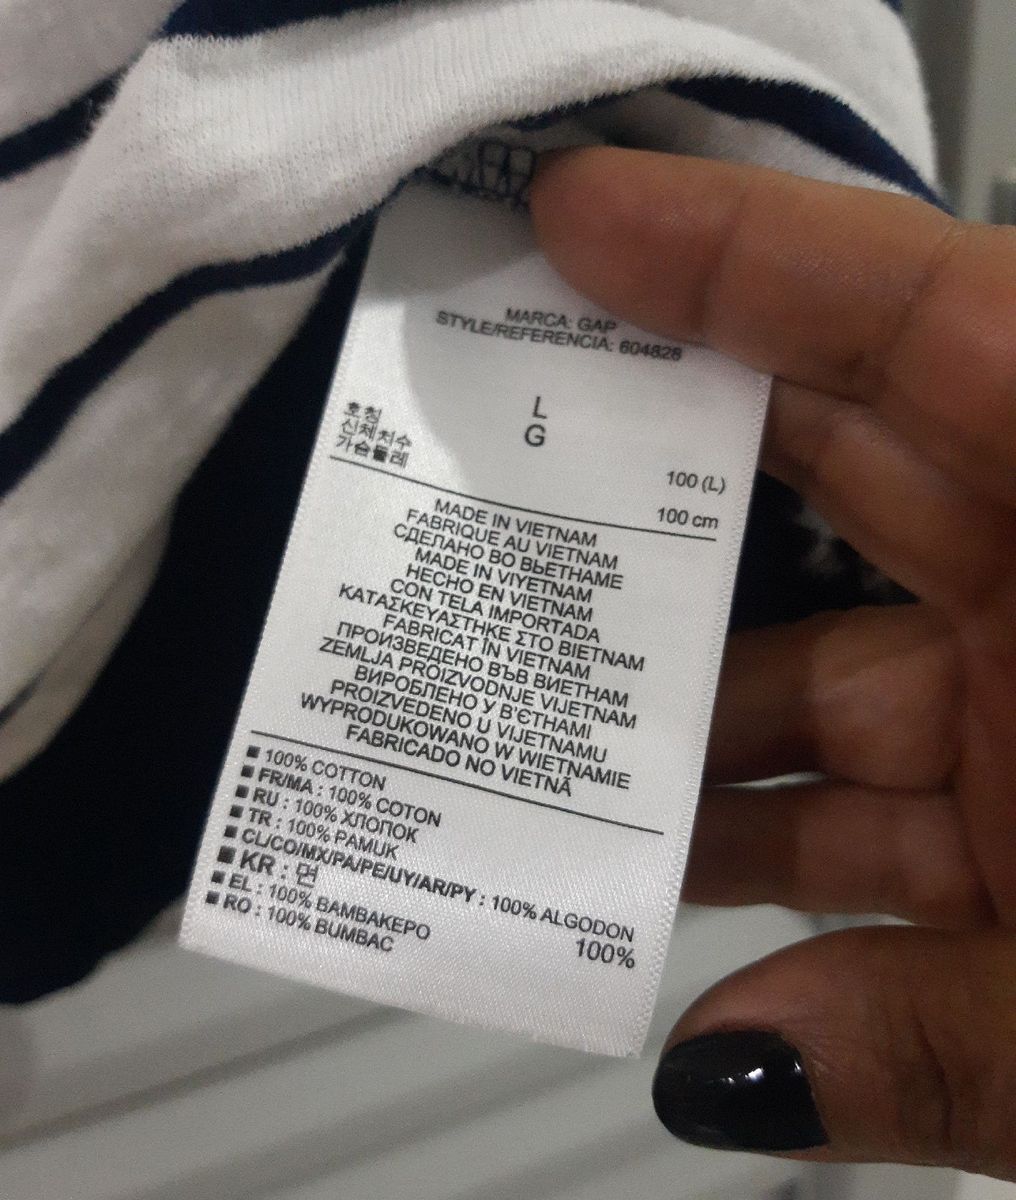 MARCA: GAP
STYLE/REFERENCIA: 604828
L
G
호칭
신체치수
가슴둘레
100 (L)
100 cm
MADE IN VIETNAM
FABRIQUE AU VIETNAM
СДЕЛАНО ВО ВЬЕТНАМЕ
MADE IN VIYETNAM
HECHO EN VIETNAM
CON TELA IMPORTADA
ΚΑΤΑΣΚΕΥΑΣΤΗΚΕ ΣΤΟ ΒΙΕΤΝΑΜ
FABRICAT ÎN VIETNAM
ПРОИЗВЕДЕНО ВЪВ ВИЕТНАМ
ZEMLJA PROIZVODNJE VIJETNAM
ВИРОБЛЕНО У В'ЄТНАМІ
PROIZVEDENO U VIJETNAMU
WYPRODUKOWANO W WIETNAMIE
FABRICADO NO VIETNÃ
■ 100% COTTON
■ FR/MA : 100% COTON
■ RU : 100% ХЛОПОК
■ TR : 100% PAMUK
■ CL/CO/MX/PA/PE/UY/AR/PY : 100% ALGODON
■ KR : 면 100%
■ EL : 100% ΒΑΜΒΑΚΕΡΟ
■ RO : 100% BUMBAC